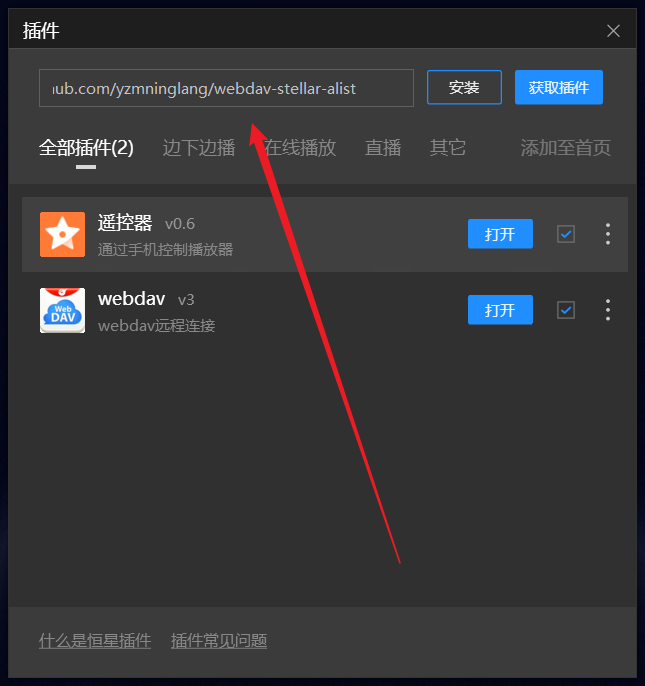 插件
ub.com/yzmninglang/webdav-stellar-alist
安装
获取插件
全部插件(2) 边下边播 在线播放 直播 其它 添加至首页
遥控器 v0.6
打开
通过手机控制播放器
Web
DAV
webdav v3
打开
webdav远程连接
什么是恒星插件 插件常见问题